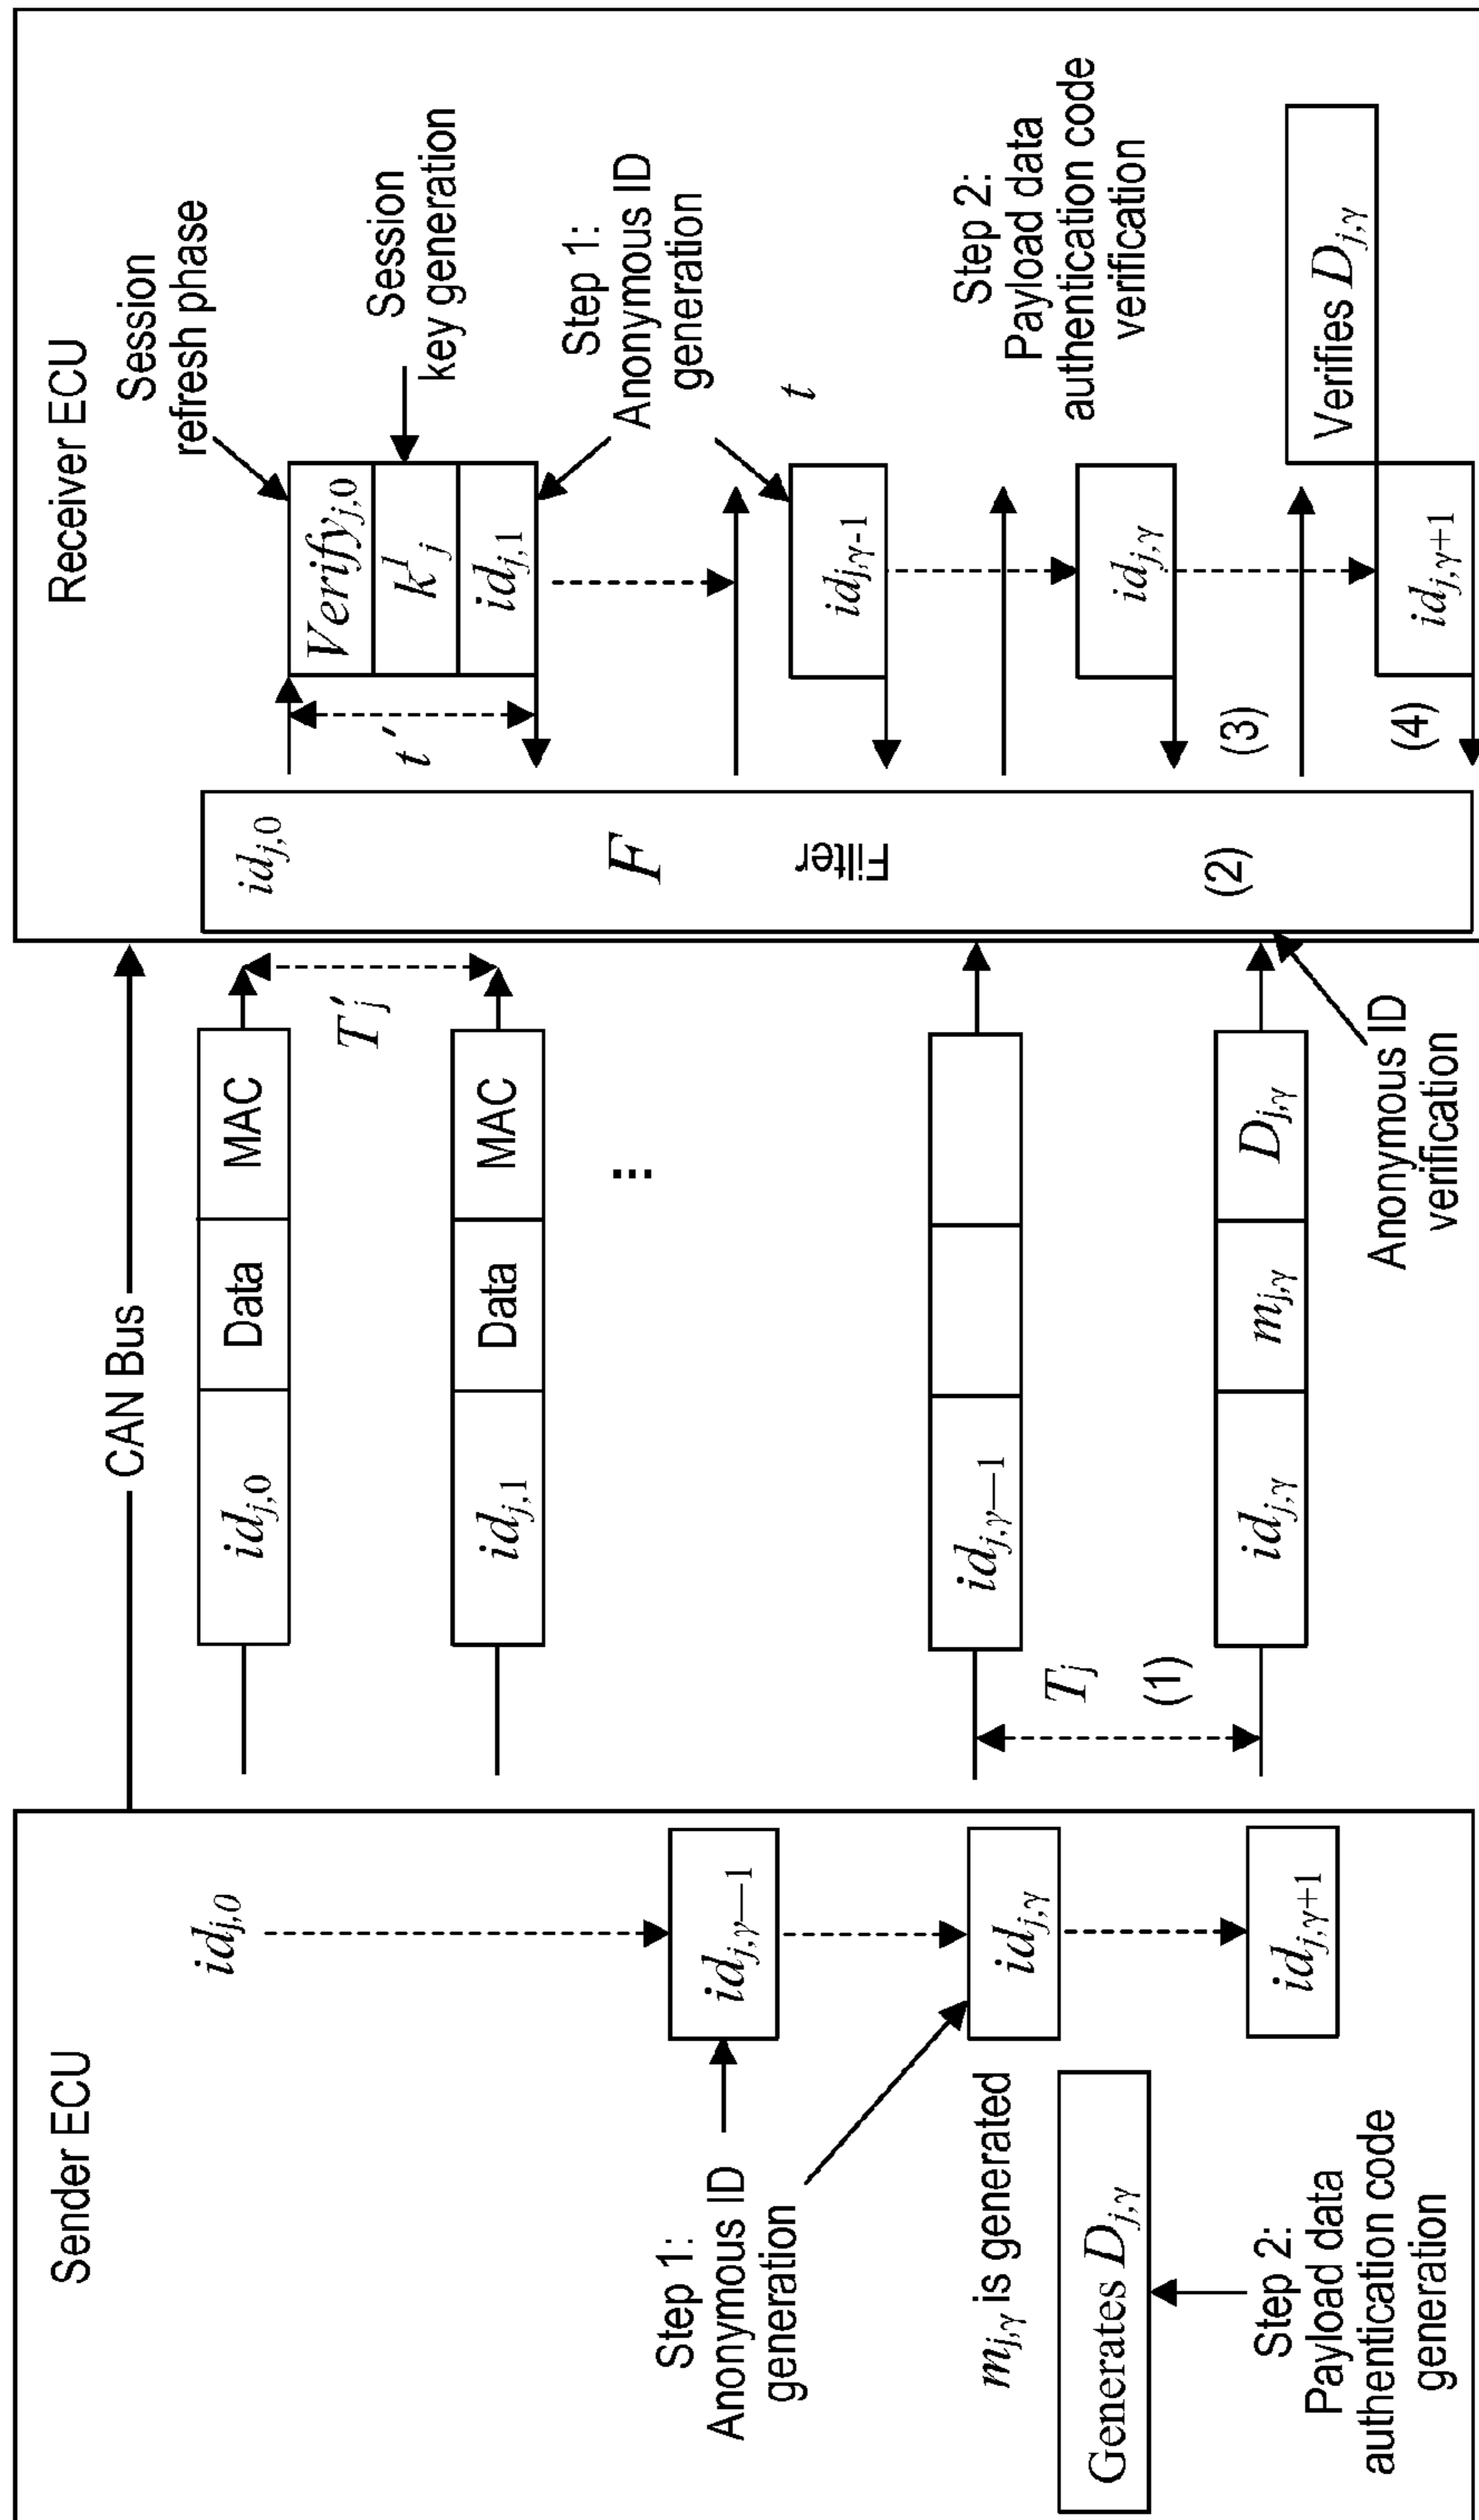 Sender ECU
id_{j,0}
Step 1:
Anonymous ID
generation
id_{j,γ—1}
m_{j,γ} is generated
id_{j,γ}
Generates D_{j,γ}
Step 2:
Payload data
authentication code
generation
id_{j,γ+1}
CAN Bus
id_{j,0} Data MAC
T'_j
id_{j,1} Data MAC
...
id_{j,γ—1}
T_j
(1)
id_{j,γ} m_{j,γ} D_{j,γ}
Anonymous ID
verification
Receiver ECU
id_{j,0}
F
Filter
(2)
Session
refresh phase
Verify_{j,0}
t'
Session
key generation
id_{j,1}
Step 1:
Anonymous ID
generation
t
id_{j,γ-1}
Step 2:
Payload data
authentication code
verification
id_{j,γ}
(3)
Verifies D_{j,γ}
(4)
id_{j,γ+1}